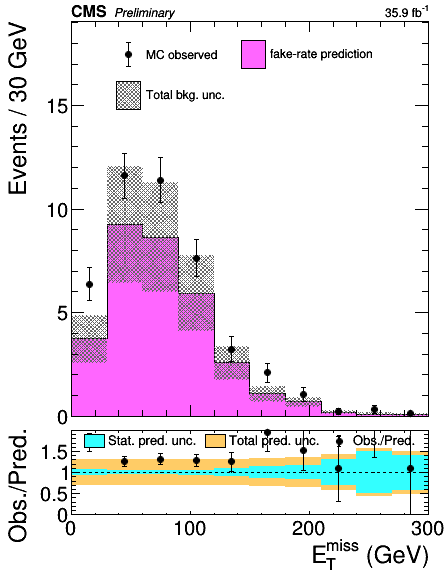 CMS Preliminary 35.9 fb⁻¹
MC observed
fake-rate prediction
Total bkg. unc.
Events / 30 GeV
15
10
5
0
Stat. pred. unc. Total pred. unc. Obs./Pred.
Obs./Pred.
1.5
1
0.5
0
0 100 200 300
E_T^miss (GeV)